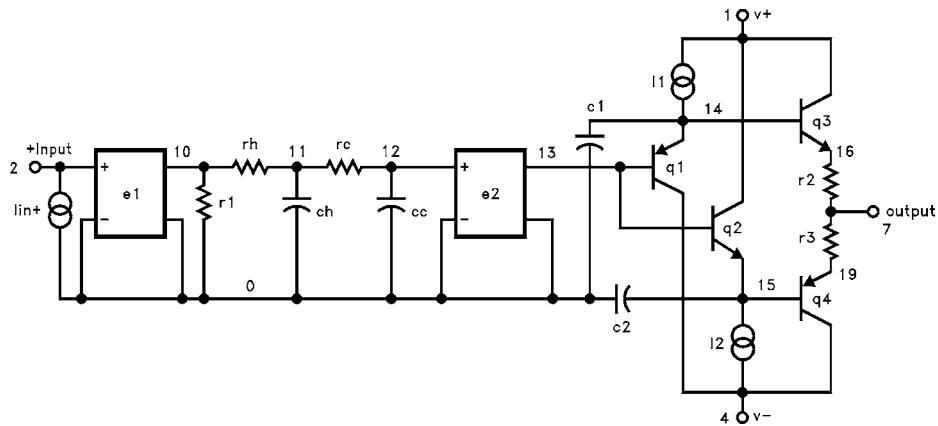 1 v+
I1
c1
14
q3
+Input
2
10
rh
11
rc
12
13
q1
16
r2
e1
r1
Iin+
ch
cc
e2
q2
output
7
r3
19
0
15
q4
c2
I2
4 v-
+
−
+
−